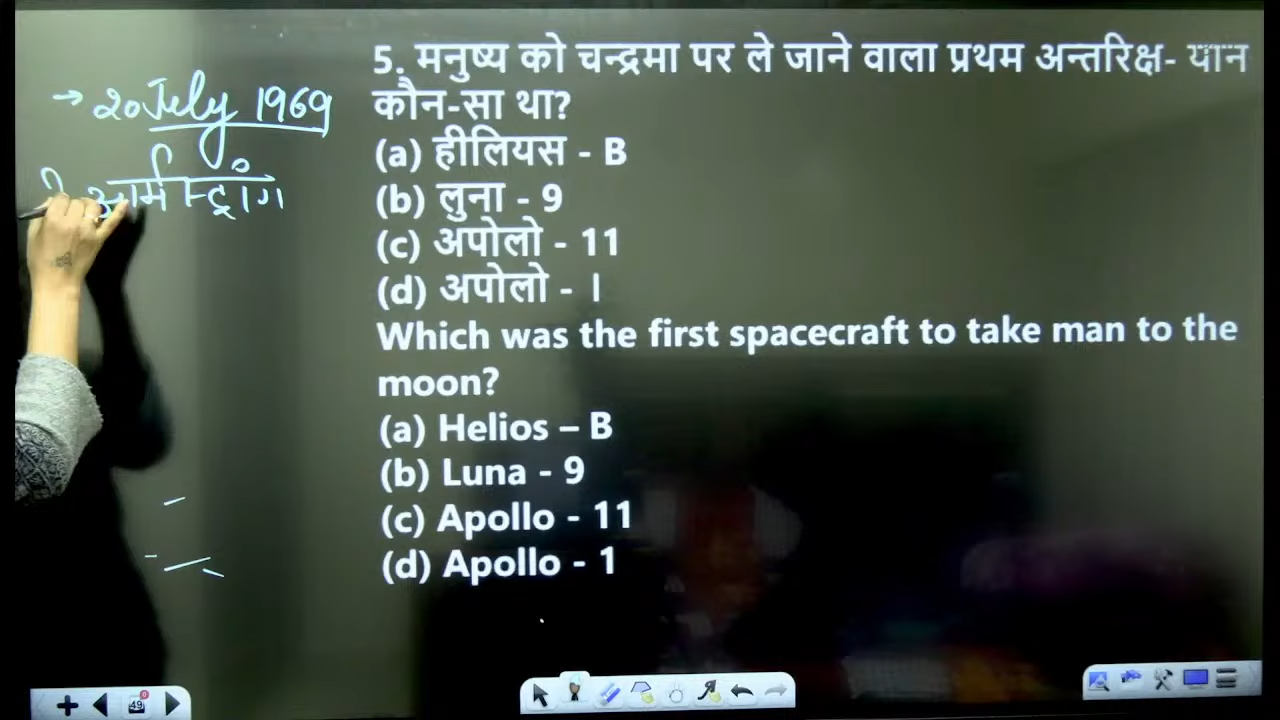 → 20 July 1969
आर्मस्ट्रांग
5. मनुष्य को चन्द्रमा पर ले जाने वाला प्रथम अन्तरिक्ष- यान
कौन-सा था?
(a) हीलियस - B
(b) लुना - 9
(c) अपोलो - 11
(d) अपोलो - I
Which was the first spacecraft to take man to the
moon?
(a) Helios – B
(b) Luna - 9
(c) Apollo - 11
(d) Apollo - 1
49